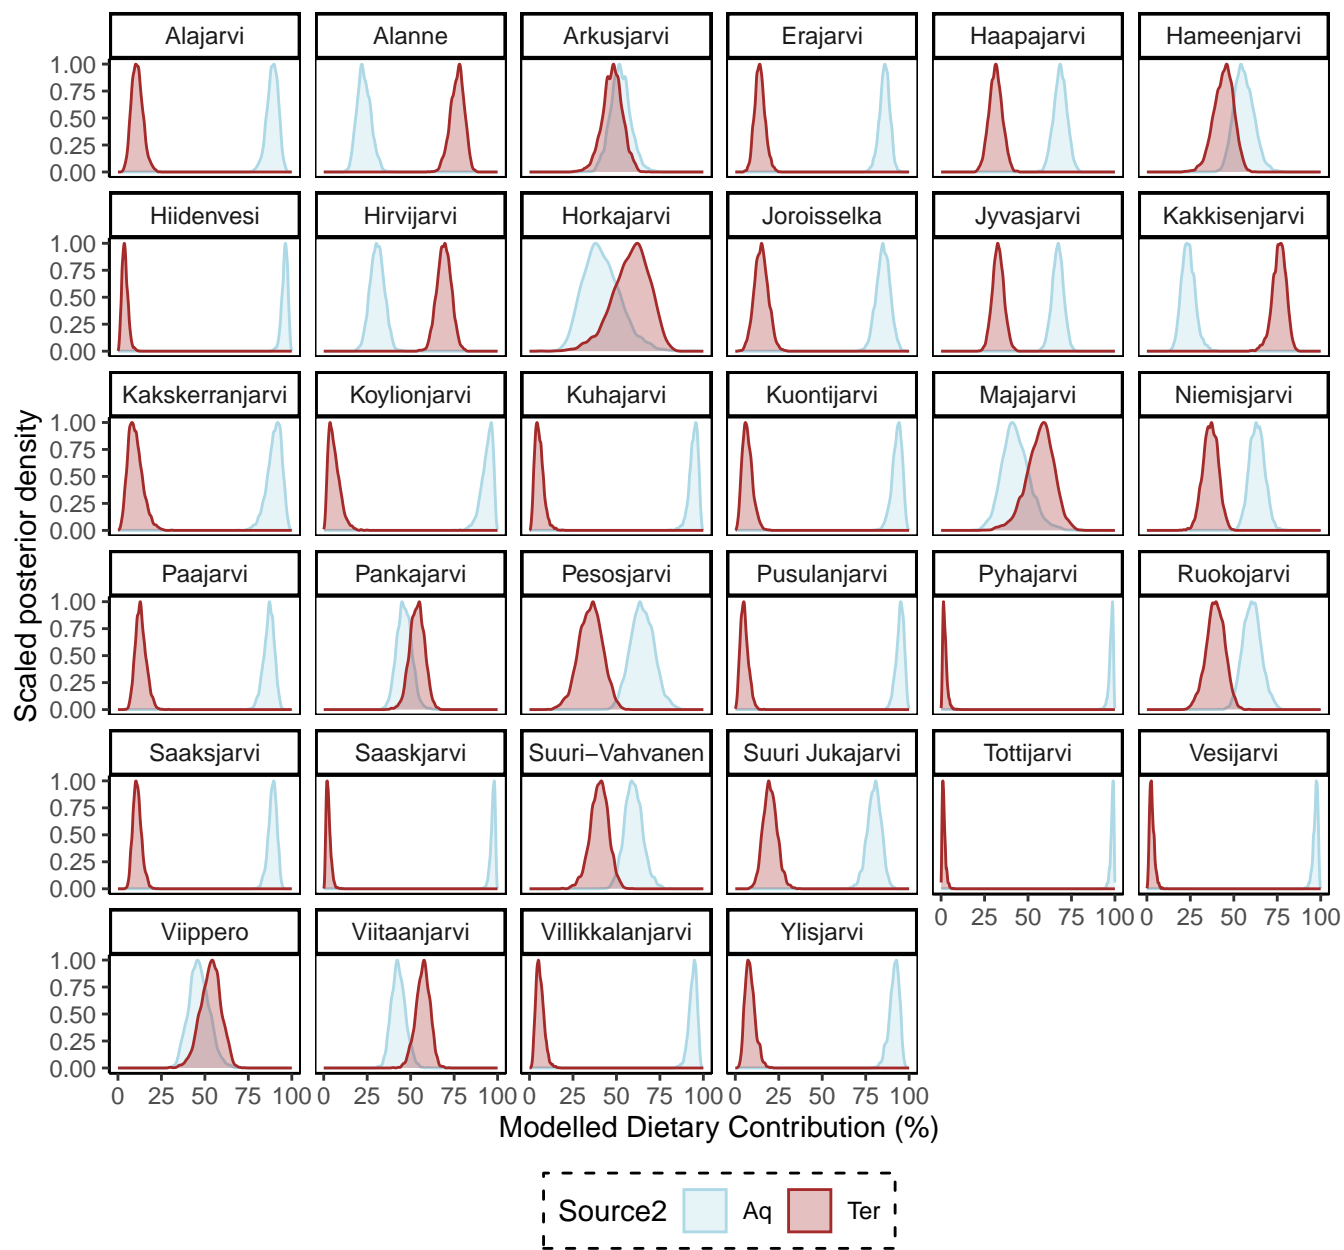 Alajarvi Alanne Arkusjarvi Erajarvi Haapajarvi Hameenjarvi
1.00
0.75
0.50
0.25
0.00
Hiidenvesi Hirvijarvi Horkajarvi Joroisselka Jyvasjarvi Kakkisenjarvi
1.00
0.75
0.50
0.25
0.00
Kakskerranjarvi Koylionjarvi Kuhajarvi Kuontijarvi Majajarvi Niemisjarvi
1.00
0.75
0.50
0.25
0.00
Scaled posterior density
Paajarvi Pankajarvi Pesosjarvi Pusulanjarvi Pyhajarvi Ruokojarvi
1.00
0.75
0.50
0.25
0.00
Saaksjarvi Saaskjarvi Suuri−Vahvanen Suuri Jukajarvi Tottijarvi Vesijarvi
1.00
0.75
0.50
0.25
0.00
0 25 50 75 100 0 25 50 75 100
Viippero Viitaanjarvi Villikkalanjarvi Ylisjarvi
1.00
0.75
0.50
0.25
0.00
0 25 50 75 100 0 25 50 75 100 0 25 50 75 100 0 25 50 75 100
Modelled Dietary Contribution (%)
Source2 Aq Ter